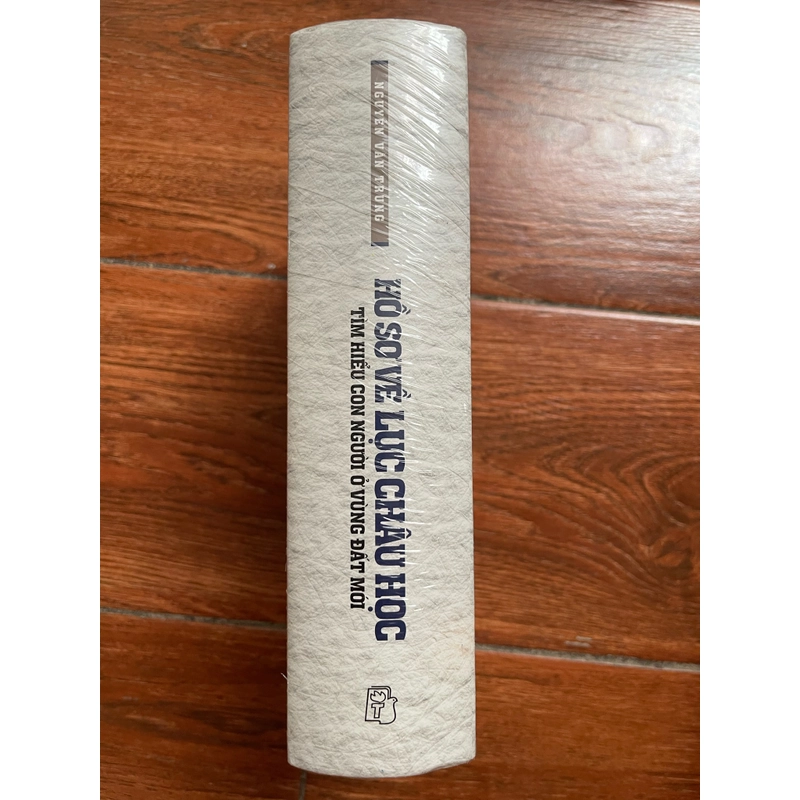 NGUYỄN VĂN TRUNG
HỒ SƠ VỀ LỤC CHÂU HỌC
TÌM HIỂU CON NGƯỜI Ở VÙNG ĐẤT MỚI